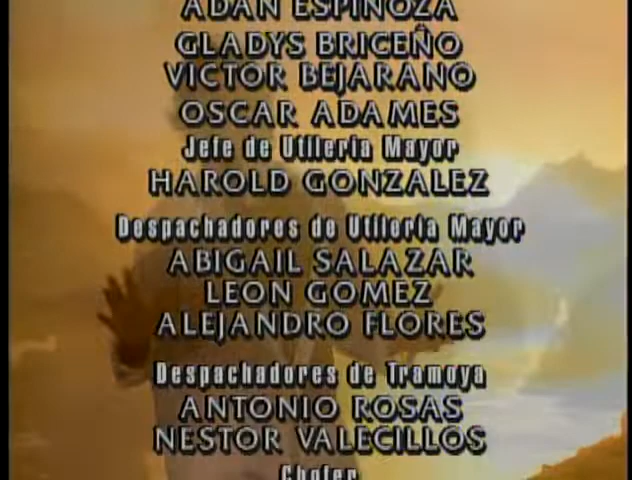 ADAN ESPINOZA
GLADYS BRICEÑO
VICTOR BEJARANO
OSCAR ADAMES
Jefe de Utilería Mayor
HAROLD GONZALEZ
Despachadores de Utilería Mayor
ABIGAIL SALAZAR
LEON GOMEZ
ALEJANDRO FLORES
Despachadores de Tramoya
ANTONIO ROSAS
NESTOR VALECILLOS
Chofer